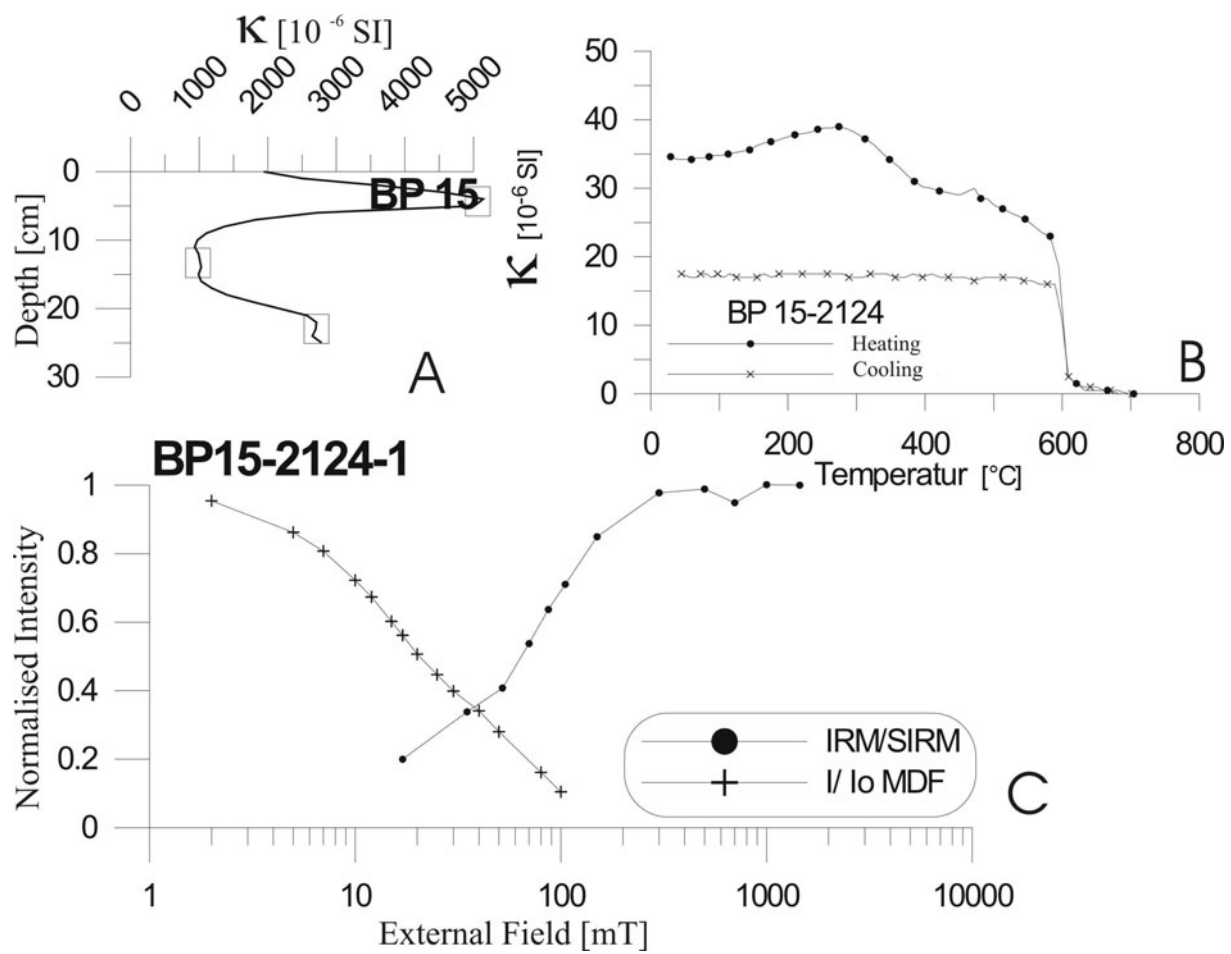 κ [10 -6 SI]
0 1000 2000 3000 4000 5000
0
10
20
30
Depth [cm]
BP 15
A
50
40
30
20
10
0
κ [10-6 SI]
BP 15-2124
Heating
Cooling
B
0 200 400 600 800
Temperatur [°C]
BP15-2124-1
1
0.8
0.6
0.4
0.2
0
Normalised Intensity
IRM/SIRM
I/ Io MDF
C
1 10 100 1000 10000
External Field [mT]